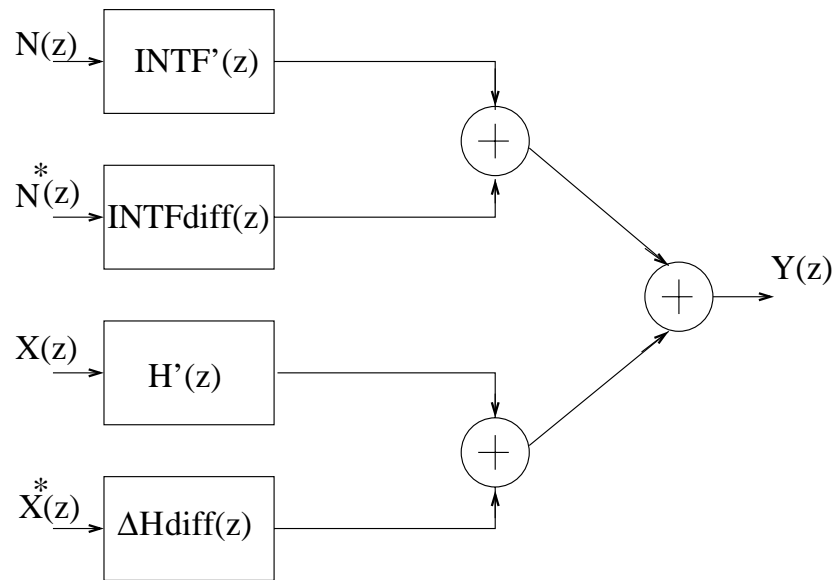 N(z)
INTF’(z)
N*(z)
INTFdiff(z)
Y(z)
X(z)
H’(z)
X*(z)
ΔHdiff(z)